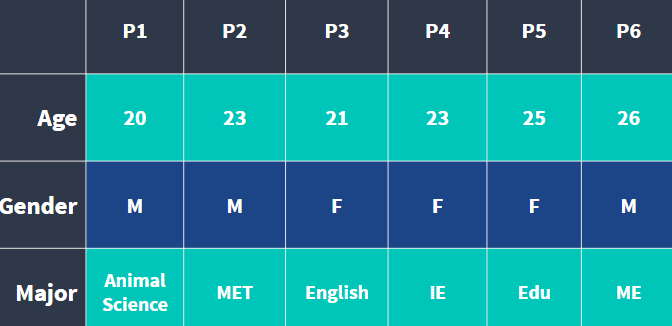 P1 P2 P3 P4 P5 P6
Age 20 23 21 23 25 26
Gender M M F F F M
Major Animal Science MET English IE Edu ME